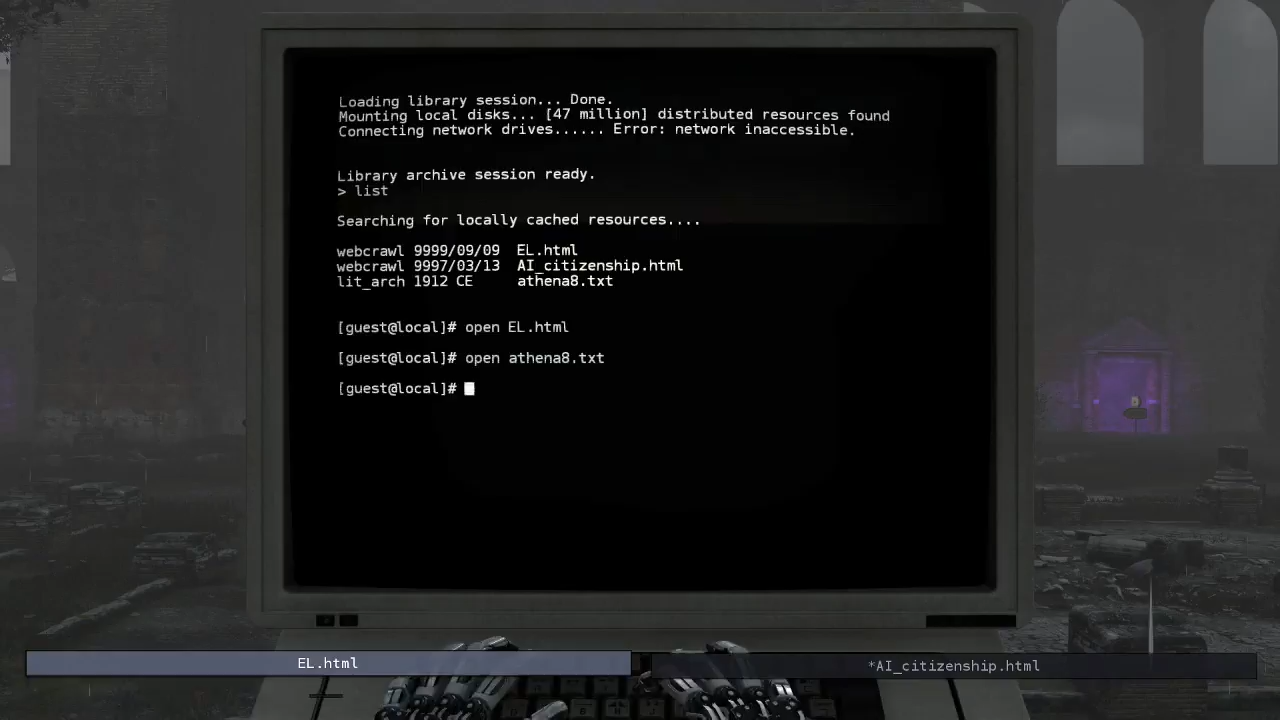 Loading library session... Done.
Mounting local disks... [47 million] distributed resources found
Connecting network drives...... Error: network inaccessible.
Library archive session ready.
> list
Searching for locally cached resources....
webcrawl 9999/09/09  EL.html
webcrawl 9997/03/13  AI_citizenship.html
lit_arch 1912 CE     athena8.txt
[guest@local]# open EL.html
[guest@local]# open athena8.txt
[guest@local]#
EL.html
*AI_citizenship.html